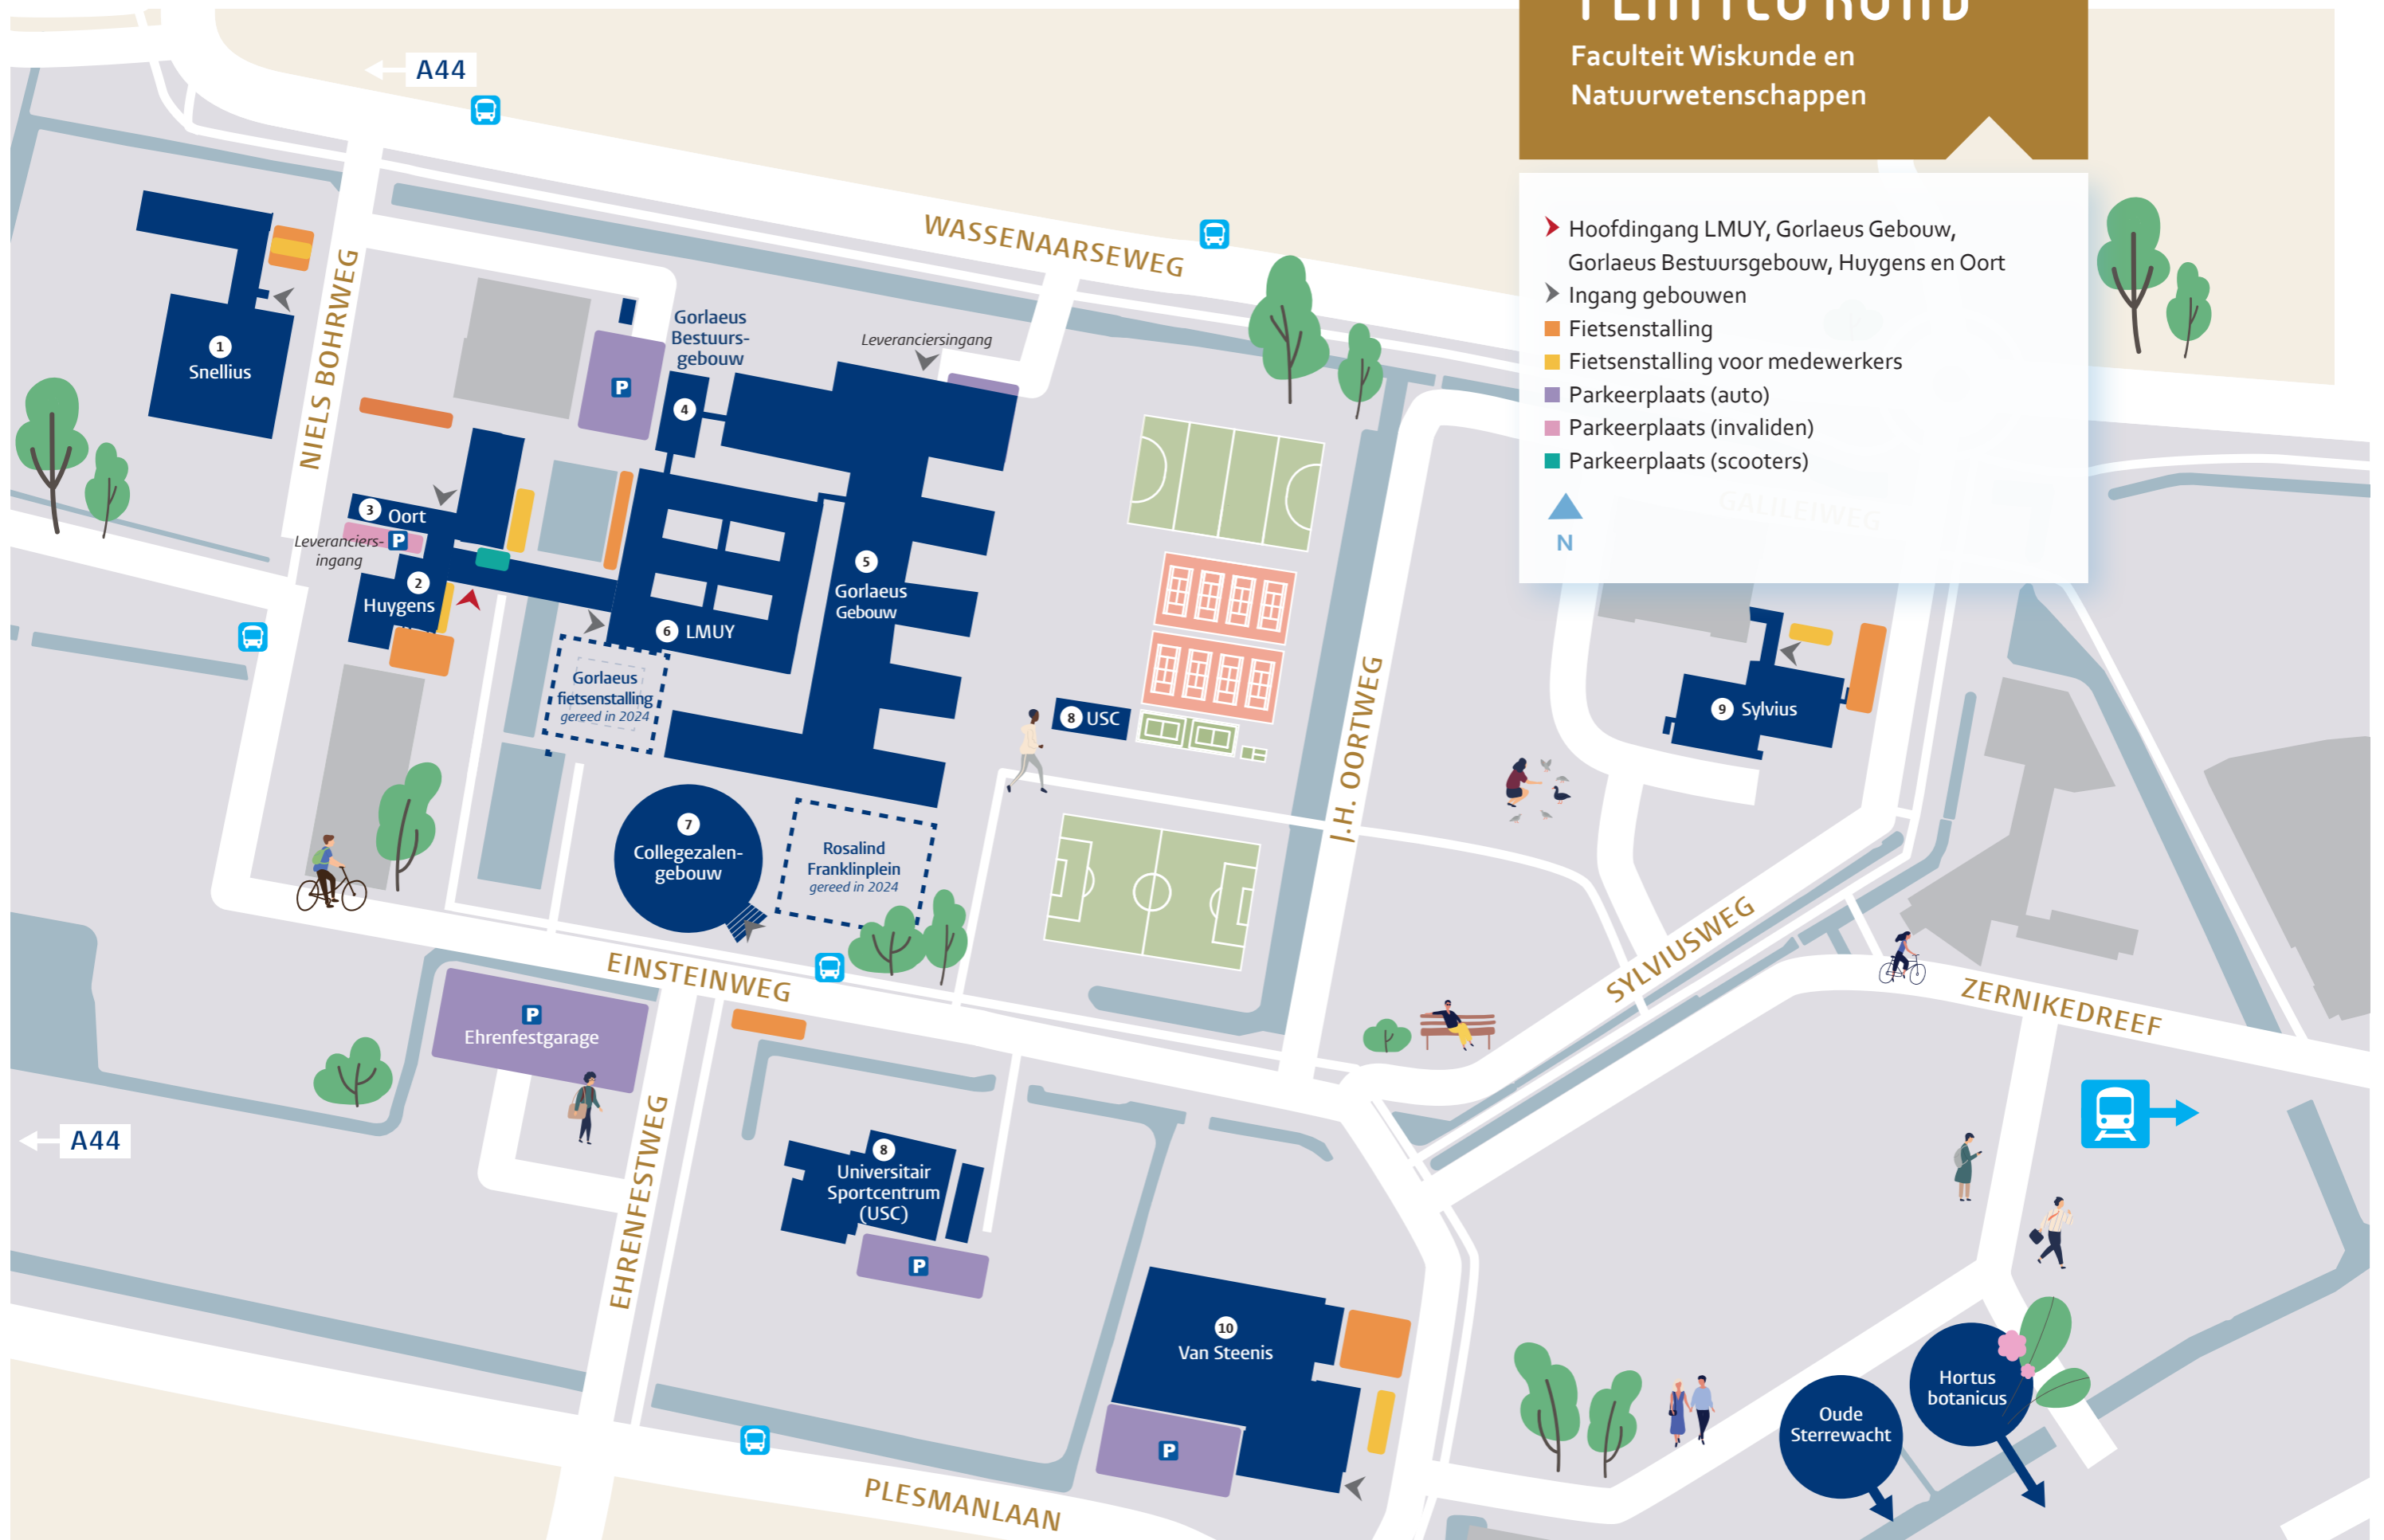 PLATTEGROND
Faculteit Wiskunde en
Natuurwetenschappen
Hoofdingang LMUY, Gorlaeus Gebouw,
Gorlaeus Bestuursgebouw, Huygens en Oort
Ingang gebouwen
Fietsenstalling
Fietsenstalling voor medewerkers
Parkeerplaats (auto)
Parkeerplaats (invaliden)
Parkeerplaats (scooters)
N
GALILEIWEG
A44
WASSENAARSEWEG
NIELS BOHRWEG
1
Snellius
Gorlaeus
Bestuurs-
gebouw
4
P
Leveranciersingang
3 Oort
P
Leveranciers-
ingang
2
Huygens
5
Gorlaeus
Gebouw
6 LMUY
Gorlaeus
fietsenstalling
gereed in 2024
8 USC
J.H. OORTWEG
9 Sylvius
7
Collegezalen-
gebouw
Rosalind
Franklinplein
gereed in 2024
SYLVIUSWEG
EINSTEINWEG
ZERNIKEDREEF
P
Ehrenfestgarage
A44
EHRENFESTWEG
8
Universitair
Sportcentrum
(USC)
P
10
Van Steenis
P
Hortus
botanicus
Oude
Sterrewacht
PLESMANLAAN